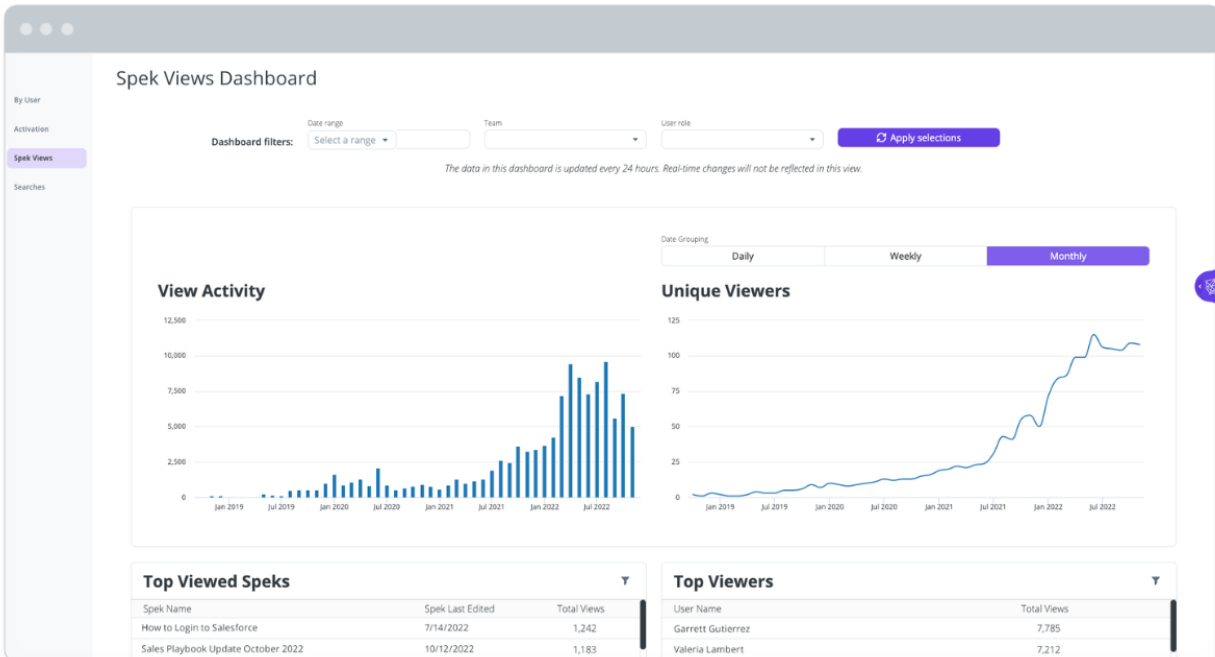 Spek Views Dashboard
By User
Activation
Spek Views
Searches
Dashboard filters:
Date range
Select a range
Team
User role
Apply selections
The data in this dashboard is updated every 24 hours. Real-time changes will not be reflected in this view.
Date Grouping
Daily Weekly Monthly
View Activity
12,500
10,000
7,500
5,000
2,500
0
Jan 2019 Jul 2019 Jan 2020 Jul 2020 Jan 2021 Jul 2021 Jan 2022 Jul 2022
Unique Viewers
125
100
75
50
25
0
Jan 2019 Jul 2019 Jan 2020 Jul 2020 Jan 2021 Jul 2021 Jan 2022 Jul 2022
Top Viewed Speks
Spek Name Spek Last Edited Total Views
How to Login to Salesforce 7/14/2022 1,242
Sales Playbook Update October 2022 10/12/2022 1,183
Top Viewers
User Name Total Views
Garrett Gutierrez 7,785
Valeria Lambert 7,212